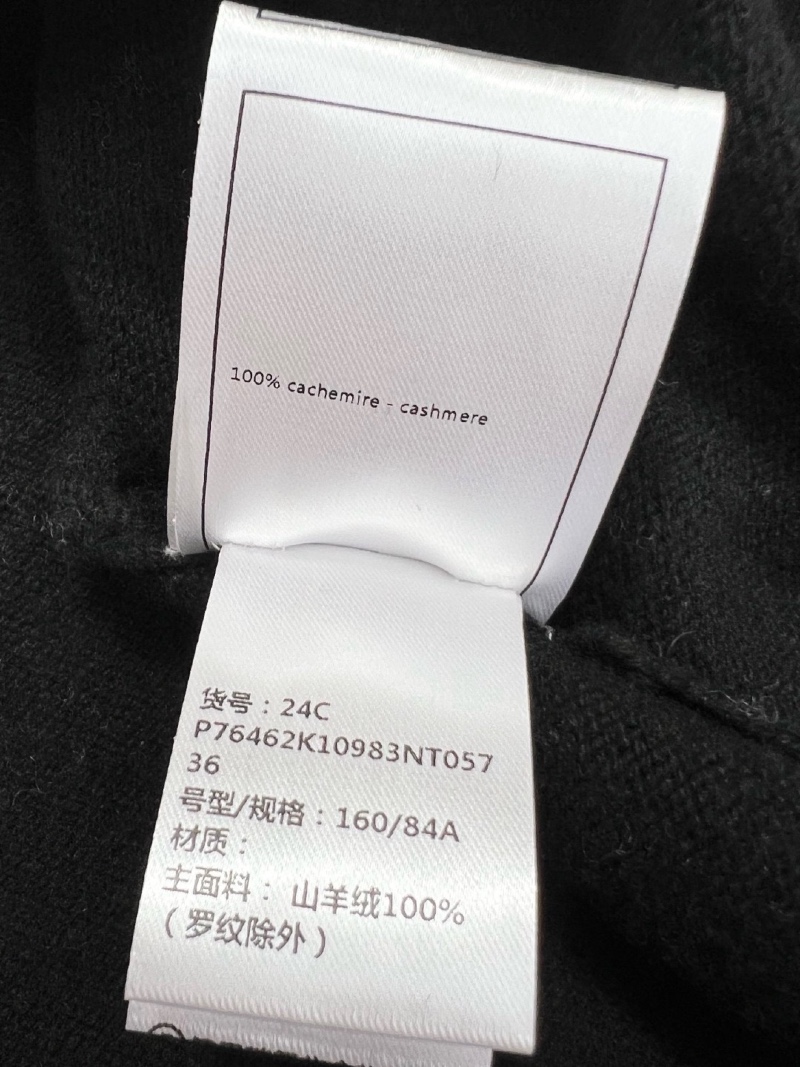 100% cachemire - cashmere
货号：24C
P76462K10983NT057
36
号型/规格：160/84A
材质：
主面料： 山羊绒100%
（罗纹除外）